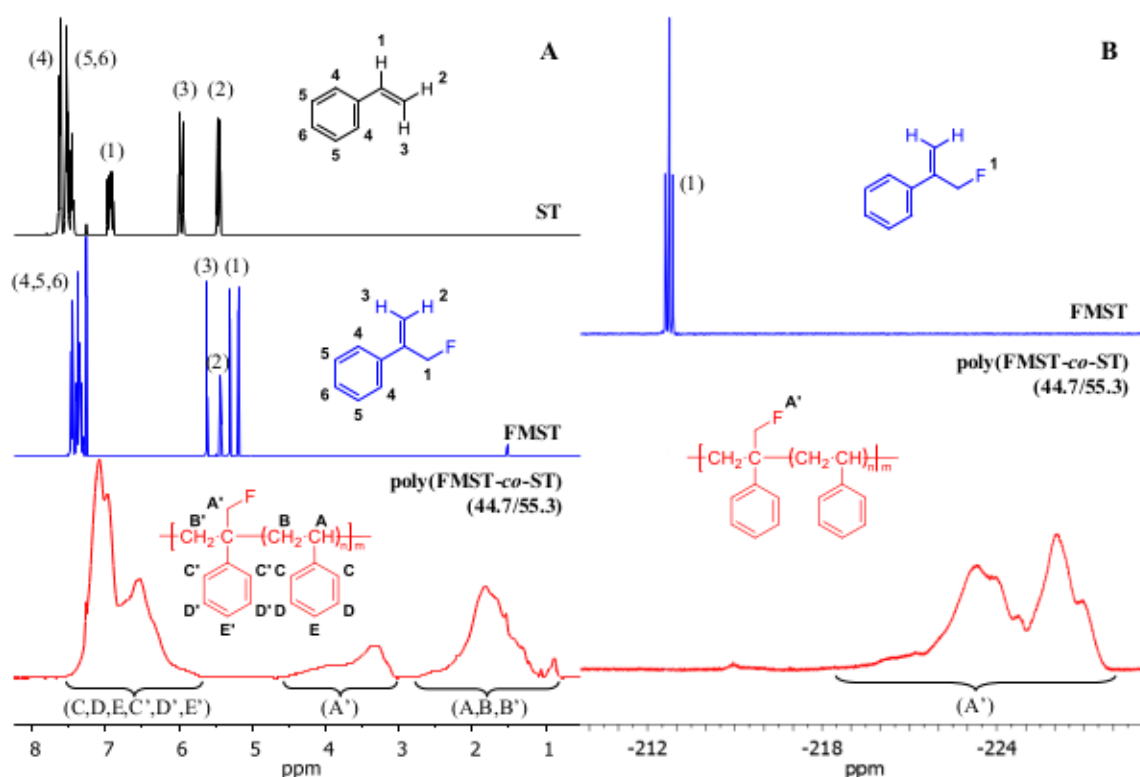 A
(4)
(5,6)
(1)
(3)
(2)
1
H
2
H
H
3
4
5
6
5
4
ST
(4,5,6)
(3)
(1)
(2)
3
H
2
H
F
1
4
5
6
5
4
FMST
poly(FMST-co-ST)
(44.7/55.3)
F
A'
B'
B
A
[CH2-C-(CH2-CH)n]m
C'
C'
C
C
D'
D'
D
D
E'
E
(C,D,E,C',D',E')
(A')
(A,B,B')
8 7 6 5 4 3 2 1
ppm
B
(1)
H
H
F
1
FMST
poly(FMST-co-ST)
(44.7/55.3)
A'
F
[CH2-C-(CH2-CH)n]m
(A')
-212 -218 -224
ppm